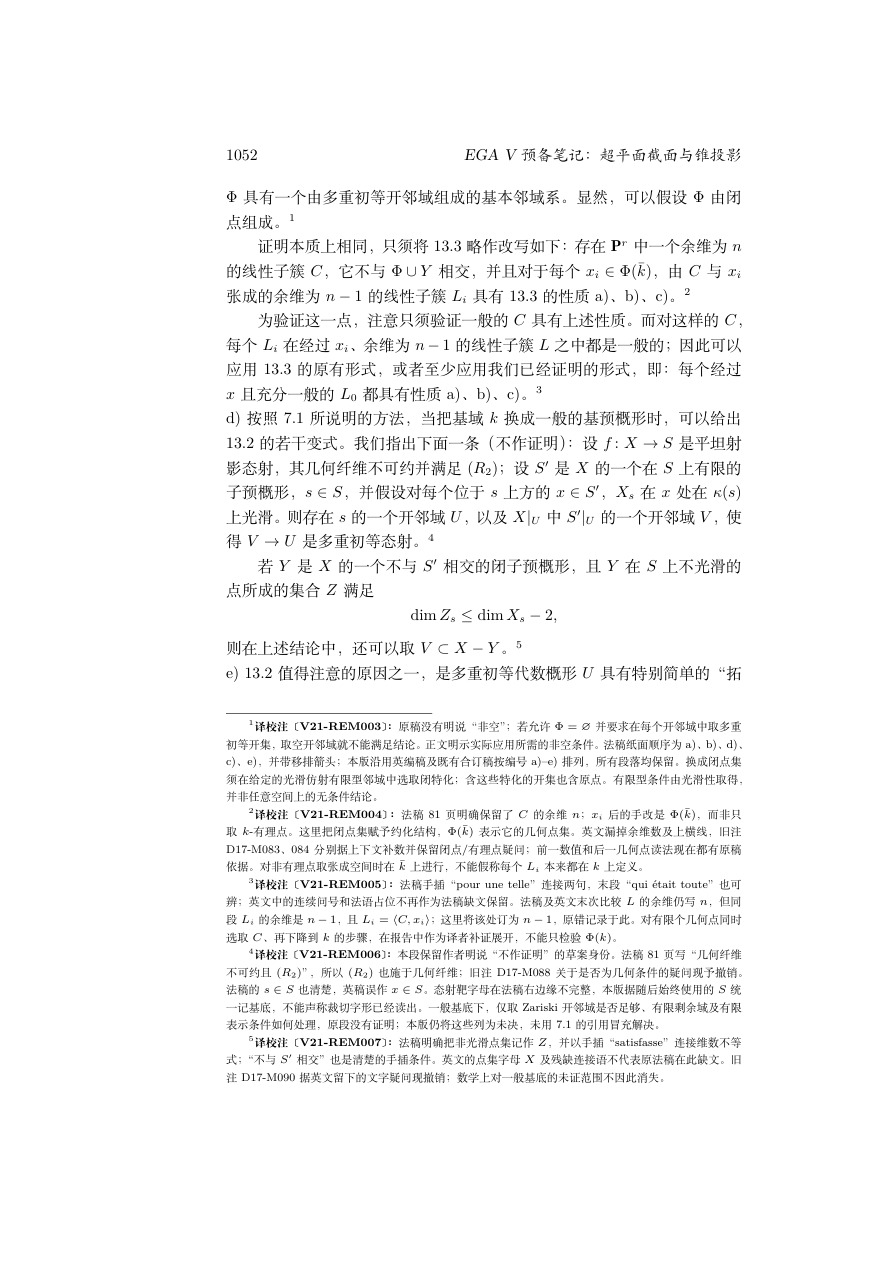 1052 EGA V 预备笔记：超平面截面与锥投影
Φ 具有一个由多重初等开邻域组成的基本邻域系。显然，可以假设 Φ 由闭
点组成。¹
证明本质上相同，只须将 13.3 略作改写如下：存在 𝐏ʳ 中一个余维为 n
的线性子簇 C，它不与 Φ ∪ Y 相交，并且对于每个 xᵢ ∈ Φ(k̄)，由 C 与 xᵢ
张成的余维为 n − 1 的线性子簇 Lᵢ 具有 13.3 的性质 a)、b)、c)。²
为验证这一点，注意只须验证一般的 C 具有上述性质。而对这样的 C，
每个 Lᵢ 在经过 xᵢ、余维为 n − 1 的线性子簇 L 之中都是一般的；因此可以
应用 13.3 的原有形式，或者至少应用我们已经证明的形式，即：每个经过
x 且充分一般的 L₀ 都具有性质 a)、b)、c)。³
d) 按照 7.1 所说明的方法，当把基域 k 换成一般的基预概形时，可以给出
13.2 的若干变式。我们指出下面一条（不作证明）：设 f : X → S 是平坦射
影态射，其几何纤维不可约并满足 (R₂)；设 S′ 是 X 的一个在 S 上有限的
子预概形，s ∈ S，并假设对每个位于 s 上方的 x ∈ S′，Xₛ 在 x 处在 κ(s)
上光滑。则存在 s 的一个开邻域 U，以及 X|U 中 S′|U 的一个开邻域 V，使
得 V → U 是多重初等态射。⁴
若 Y 是 X 的一个不与 S′ 相交的闭子预概形，且 Y 在 S 上不光滑的
点所成的集合 Z 满足
dim Zₛ ≤ dim Xₛ − 2,
则在上述结论中，还可以取 V ⊂ X − Y。⁵
e) 13.2 值得注意的原因之一，是多重初等代数概形 U 具有特别简单的 “拓
¹译校注〔V21-REM003〕：原稿没有明说 “非空”；若允许 Φ = ∅ 并要求在每个开邻域中取多重
初等开集，取空开邻域就不能满足结论。正文明示实际应用所需的非空条件。法稿纸面顺序为 a)、b)、d)、
c)、e)，并带移排箭头；本版沿用英编稿及既有合订稿按编号 a)–e) 排列，所有段落均保留。换成闭点集
须在给定的光滑仿射有限型邻域中选取闭特化；含这些特化的开集也含原点。有限型条件由光滑性取得，
并非任意空间上的无条件结论。
²译校注〔V21-REM004〕：法稿 81 页明确保留了 C 的余维 n；xᵢ 后的手改是 Φ(k̄)，而非只
取 k-有理点。这里把闭点集赋予约化结构，Φ(k̄) 表示它的几何点集。英文漏掉余维数及上横线，旧注
D17-M083、084 分别据上下文补数并保留闭点/有理点疑问；前一数值和后一几何点读法现在都有原稿
依据。对非有理点取张成空间时在 k̄ 上进行，不能假称每个 Lᵢ 本来都在 k 上定义。
³译校注〔V21-REM005〕：法稿手插 “pour une telle” 连接两句，末段 “qui était toute” 也可
辨；英文中的连续问号和法语占位不再作为法稿缺文保留。法稿及英文末次比较 L 的余维仍写 n，但同
段 Lᵢ 的余维是 n − 1，且 Lᵢ = ⟨C, xᵢ⟩；这里将该处订为 n − 1，原错记录于此。对有限个几何点同时
选取 C、再下降到 k 的步骤，在报告中作为译者补证展开，不能只检验 Φ(k)。
⁴译校注〔V21-REM006〕：本段保留作者明说 “不作证明” 的草案身份。法稿 81 页写 “几何纤维
不可约且 (R₂)”，所以 (R₂) 也施于几何纤维；旧注 D17-M088 关于是否为几何条件的疑问现予撤销。
法稿的 s ∈ S 也清楚，英稿误作 x ∈ S。态射靶字母在法稿右边缘不完整，本版据随后始终使用的 S 统
一记基底，不能声称裁切字形已经读出。一般基底下，仅取 Zariski 开邻域是否足够、有限剩余域及有限
表示条件如何处理，原段没有证明；本版仍将这些列为未决，未用 7.1 的引用冒充解决。
⁵译校注〔V21-REM007〕：法稿明确把非光滑点集记作 Z，并以手插 “satisfasse” 连接维数不等
式；“不与 S′ 相交” 也是清楚的手插条件。英文的点集字母 X 及残缺连接语不代表原法稿在此缺文。旧
注 D17-M090 据英文留下的文字疑问现撤销；数学上对一般基底的未证范围不因此消失。